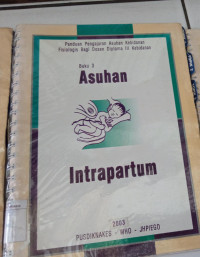 Panduan Pengajaran Asuhan Kebidanan
Fisiologis Bagi Dosen Diploma III Kebidanan
Buku 3
Asuhan
Intrapartum
2003
PUSDIKNAKES - WHO - JHPIEGO